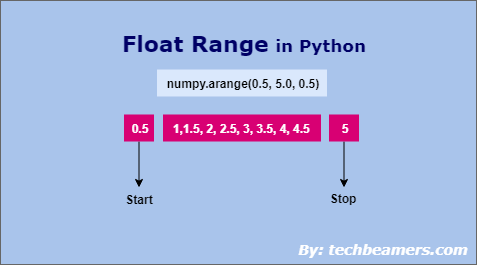 Float Range in Python
numpy.arange(0.5, 5.0, 0.5)
0.5 1,1.5, 2, 2.5, 3, 3.5, 4, 4.5 5
Start Stop
By: techbeamers.com